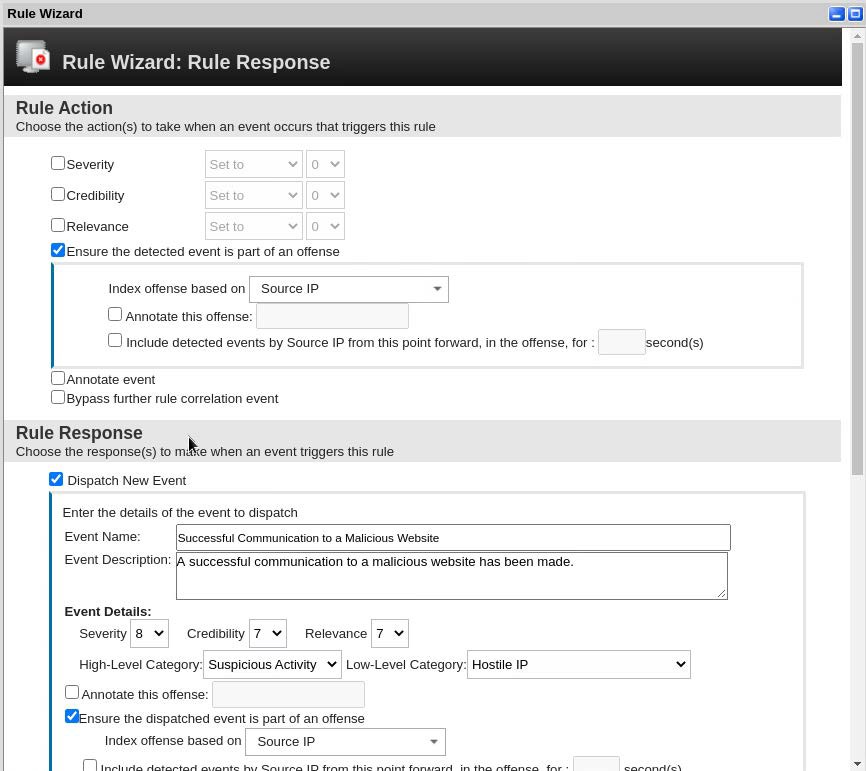 Rule Wizard
Rule Wizard: Rule Response
Rule Action
Choose the action(s) to take when an event occurs that triggers this rule
Severity Set to 0
Credibility Set to 0
Relevance Set to 0
Ensure the detected event is part of an offense
Index offense based on Source IP
Annotate this offense:
Include detected events by Source IP from this point forward, in the offense, for : second(s)
Annotate event
Bypass further rule correlation event
Rule Response
Choose the response(s) to make when an event triggers this rule
Dispatch New Event
Enter the details of the event to dispatch
Event Name: Successful Communication to a Malicious Website
Event Description: A successful communication to a malicious website has been made.
Event Details:
Severity 8 Credibility 7 Relevance 7
High-Level Category: Suspicious Activity Low-Level Category: Hostile IP
Annotate this offense:
Ensure the dispatched event is part of an offense
Index offense based on Source IP
Include detected events by Source IP from this point forward, in the offense, for : second(s)